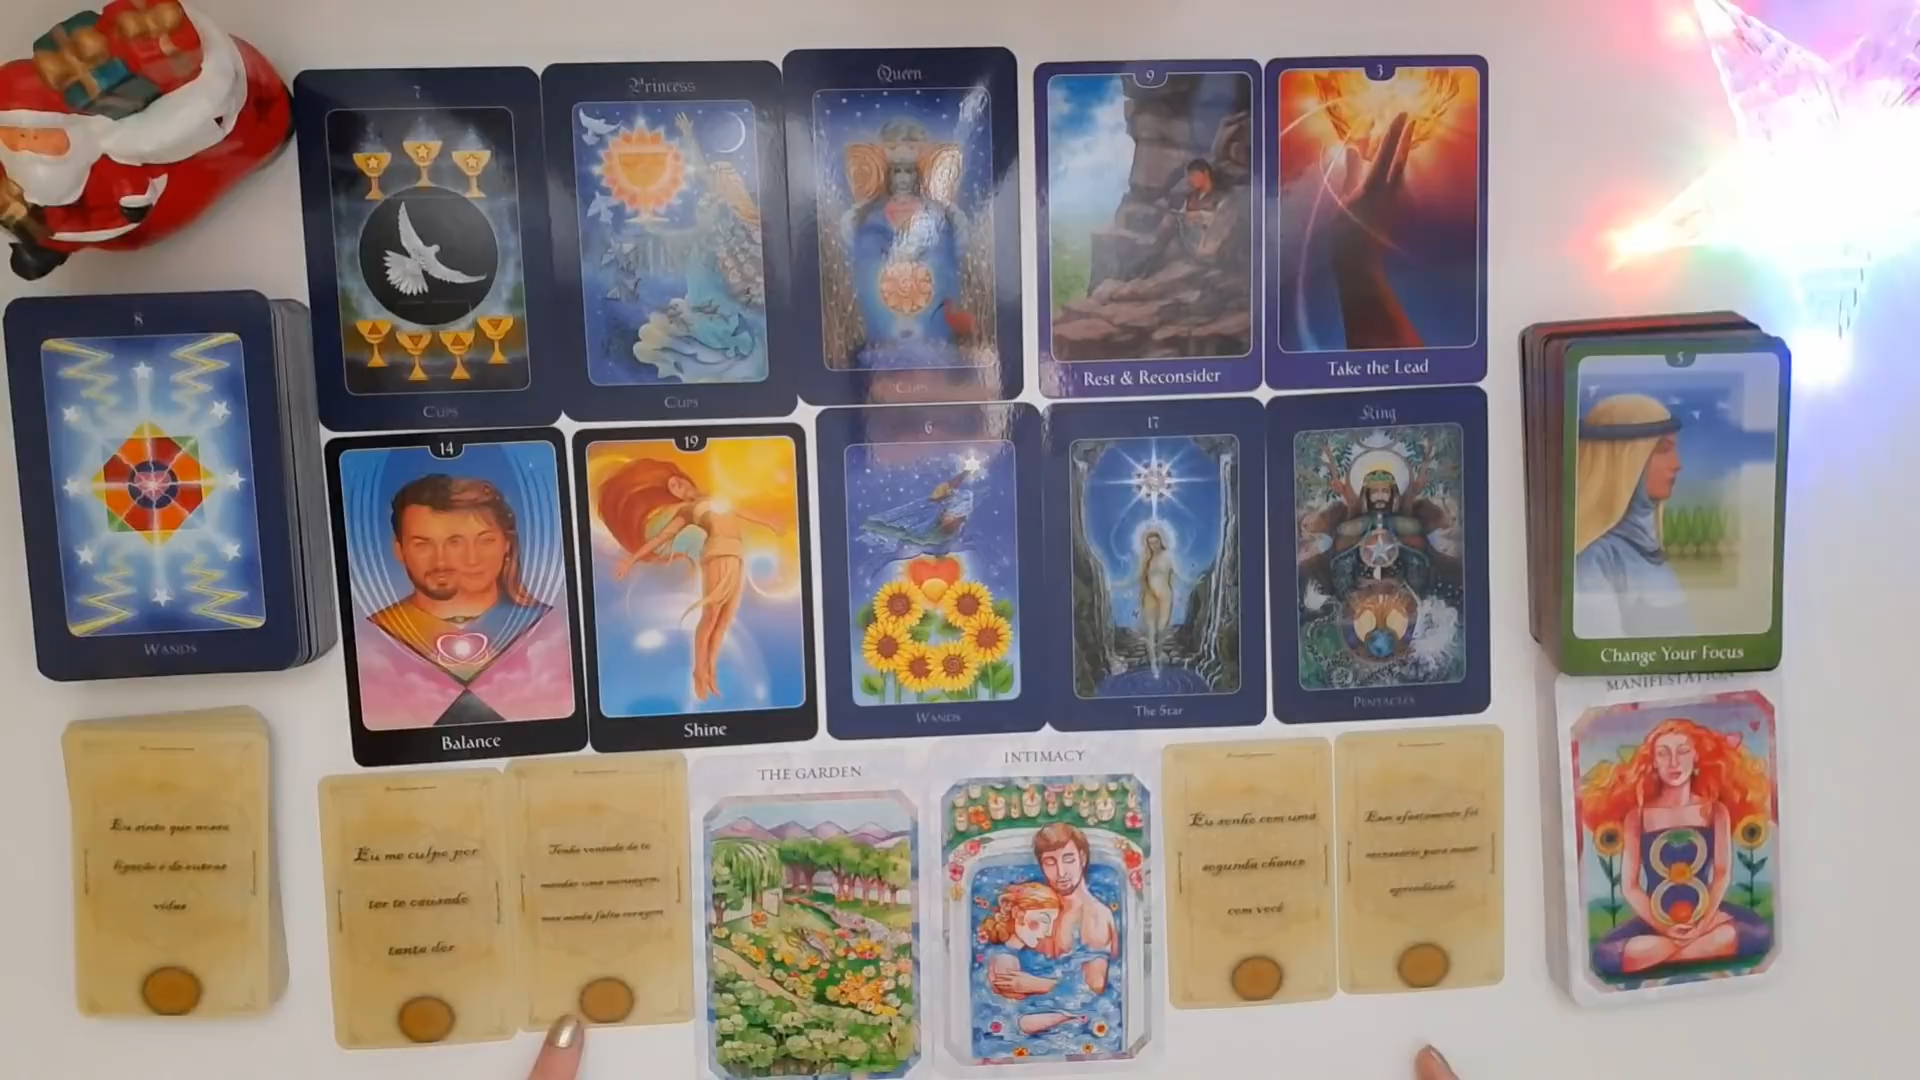 7
Cups
Princess
Cups
Queen
Cups
9
Rest & Reconsider
3
Take the Lead
8
Wands
14
Balance
19
Shine
6
Wands
17
The Star
King
Pentacles
5
Change Your Focus
MANIFESTATION
Eu sinto que nossa
ligação é de outras
vidas
Eu me culpo por
ter te causado
tanta dor
Tenho vontade de te
mandar uma mensagem,
mas ainda falta coragem
THE GARDEN
INTIMACY
Eu sonho com uma
segunda chance
com você
Esse afastamento foi
necessário para nosso
aprendizado